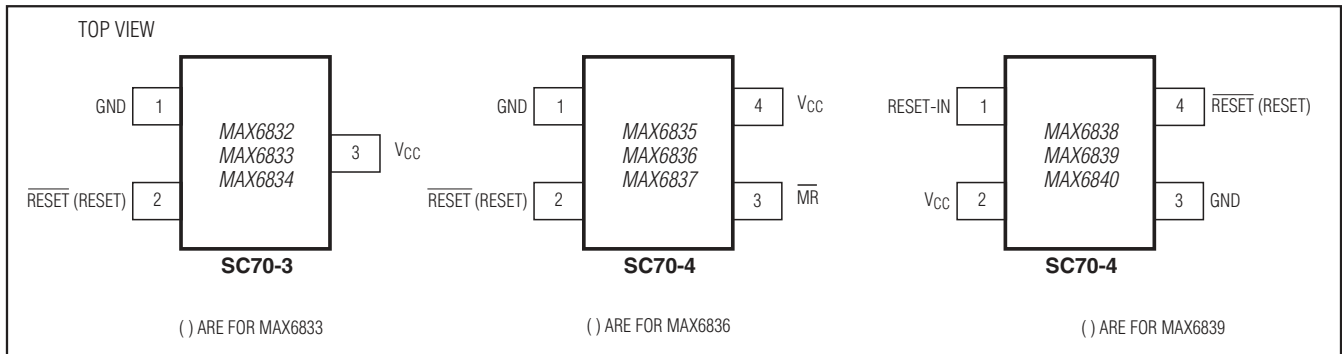 TOP VIEW
GND 1
MAX6832
MAX6833
MAX6834
3 VCC
RESET (RESET) 2
SC70-3
( ) ARE FOR MAX6833
GND 1
MAX6835
MAX6836
MAX6837
4 VCC
RESET (RESET) 2
3 MR
SC70-4
( ) ARE FOR MAX6836
RESET-IN 1
MAX6838
MAX6839
MAX6840
4 RESET (RESET)
VCC 2
3 GND
SC70-4
( ) ARE FOR MAX6839